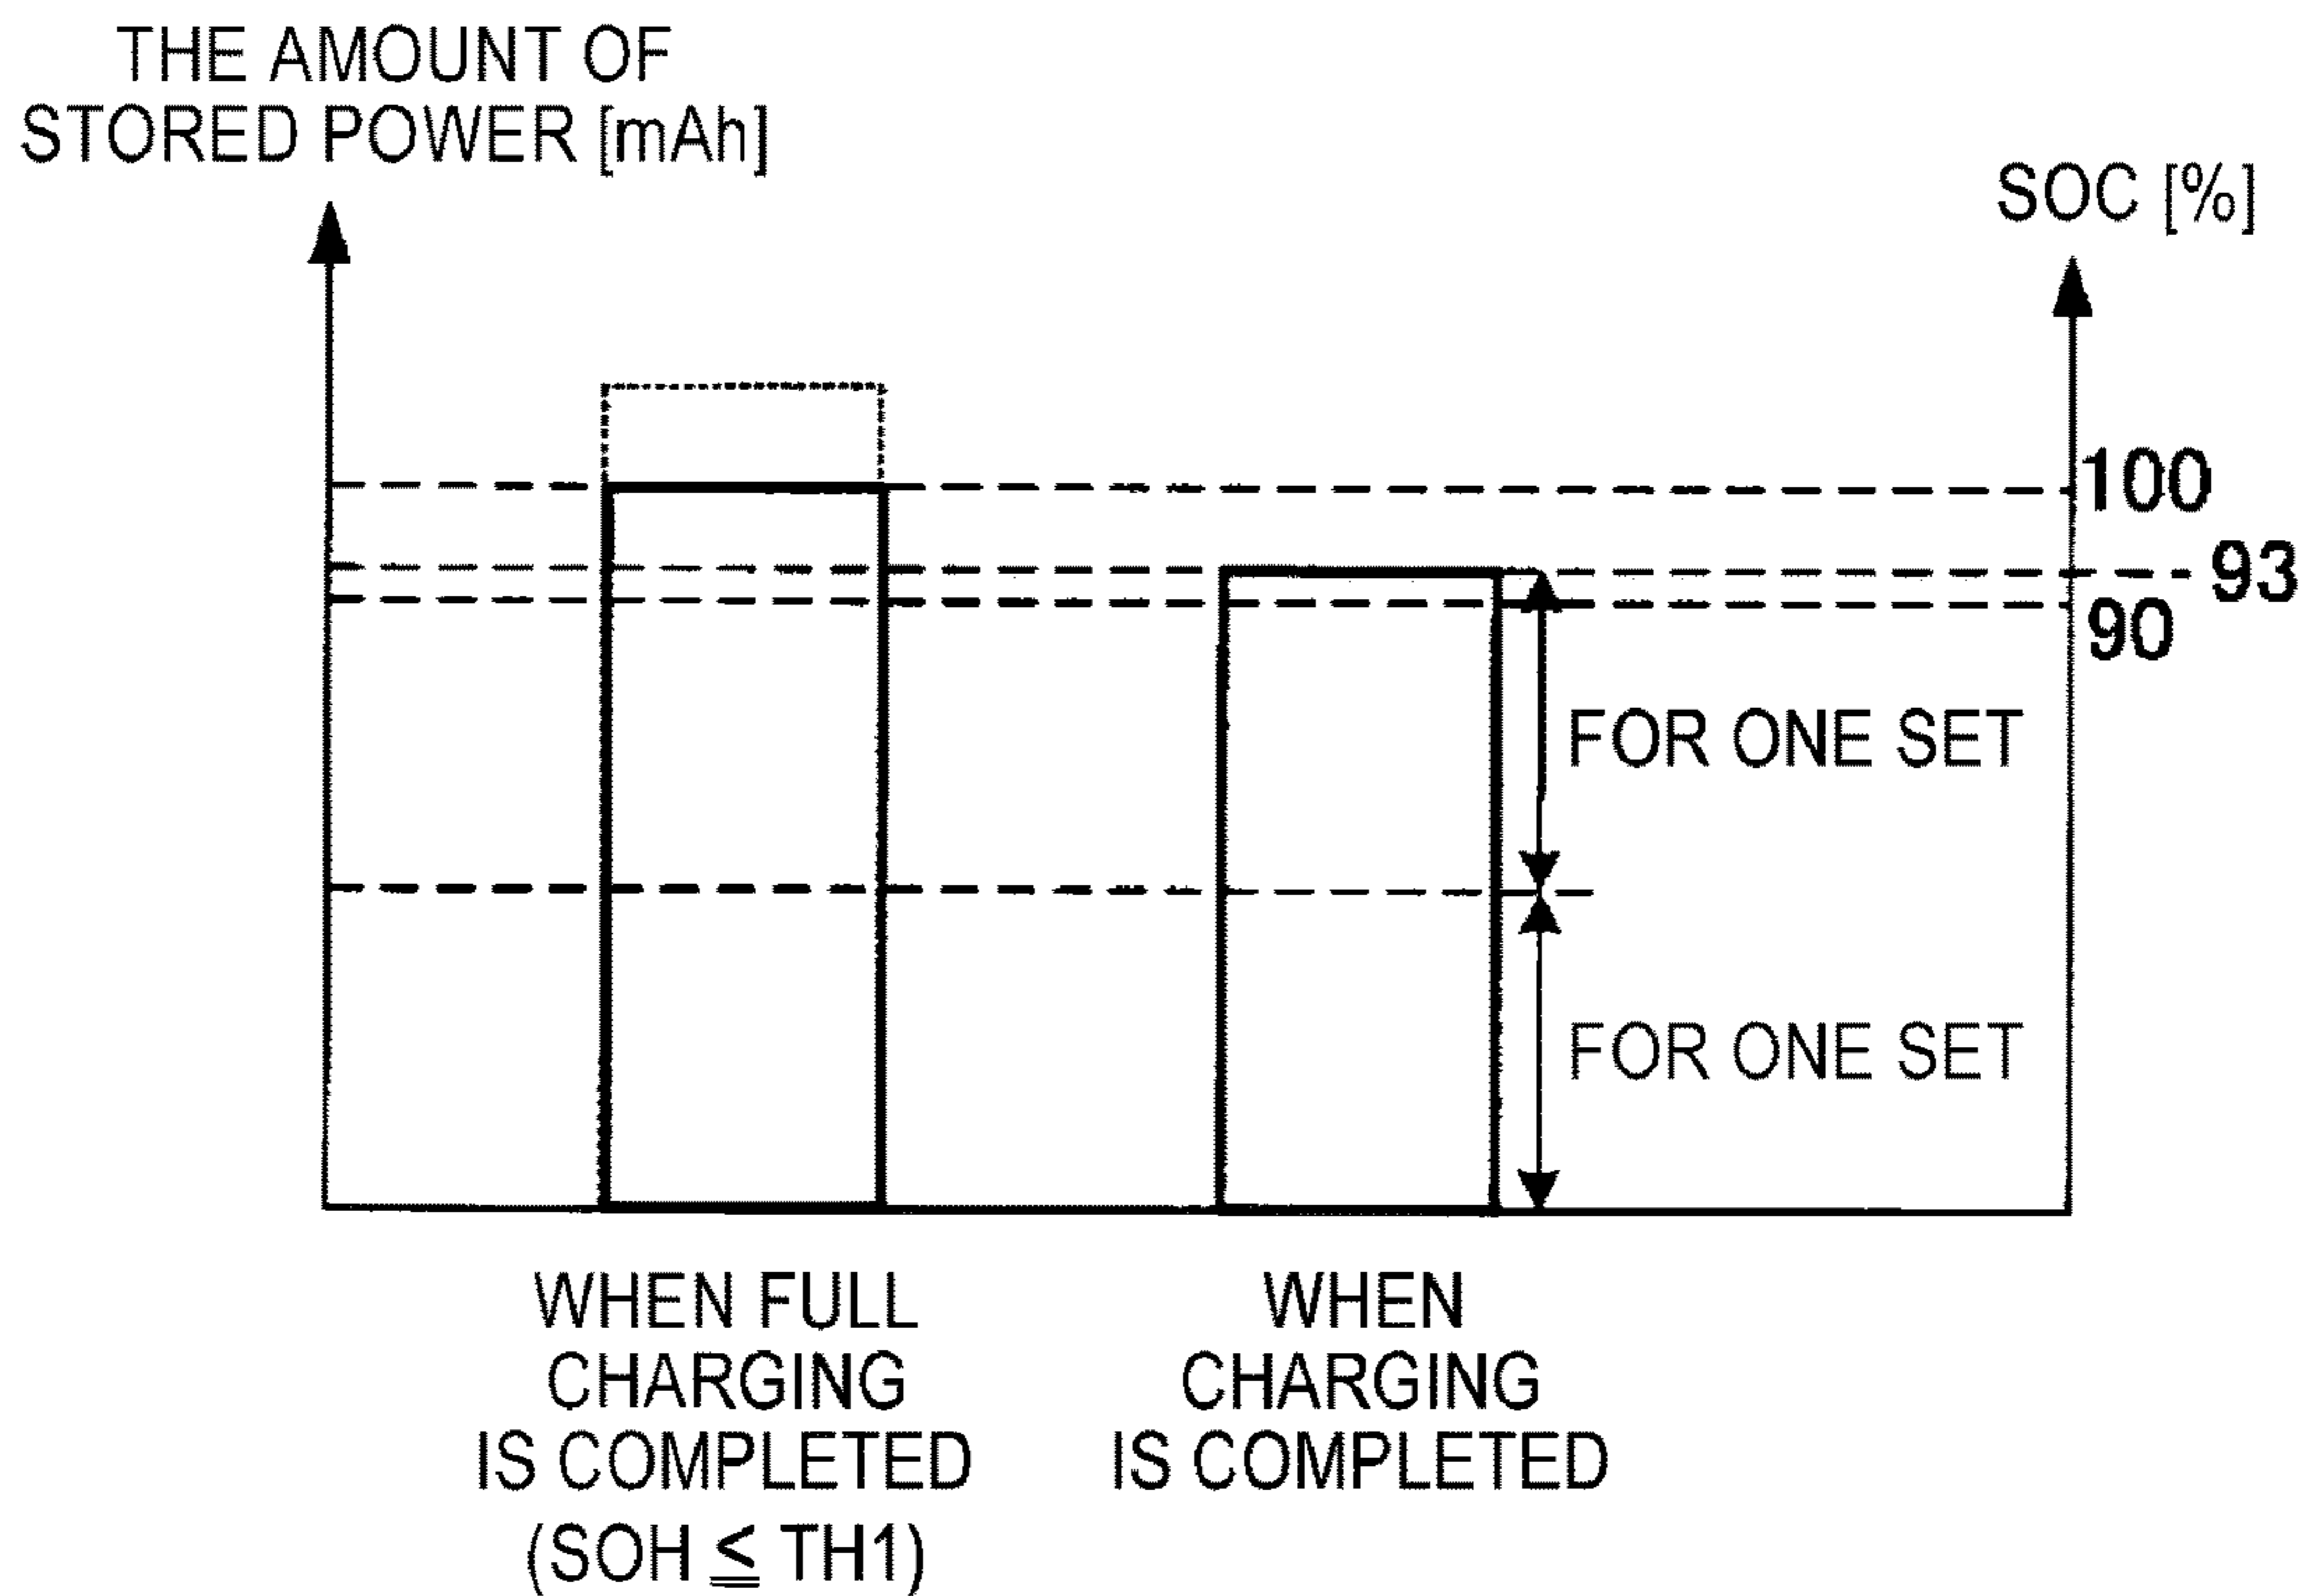 THE AMOUNT OF
STORED POWER [mAh]
SOC [%]
100
93
90
FOR ONE SET
FOR ONE SET
WHEN FULL
CHARGING
IS COMPLETED
(SOH ≦ TH1)
WHEN
CHARGING
IS COMPLETED